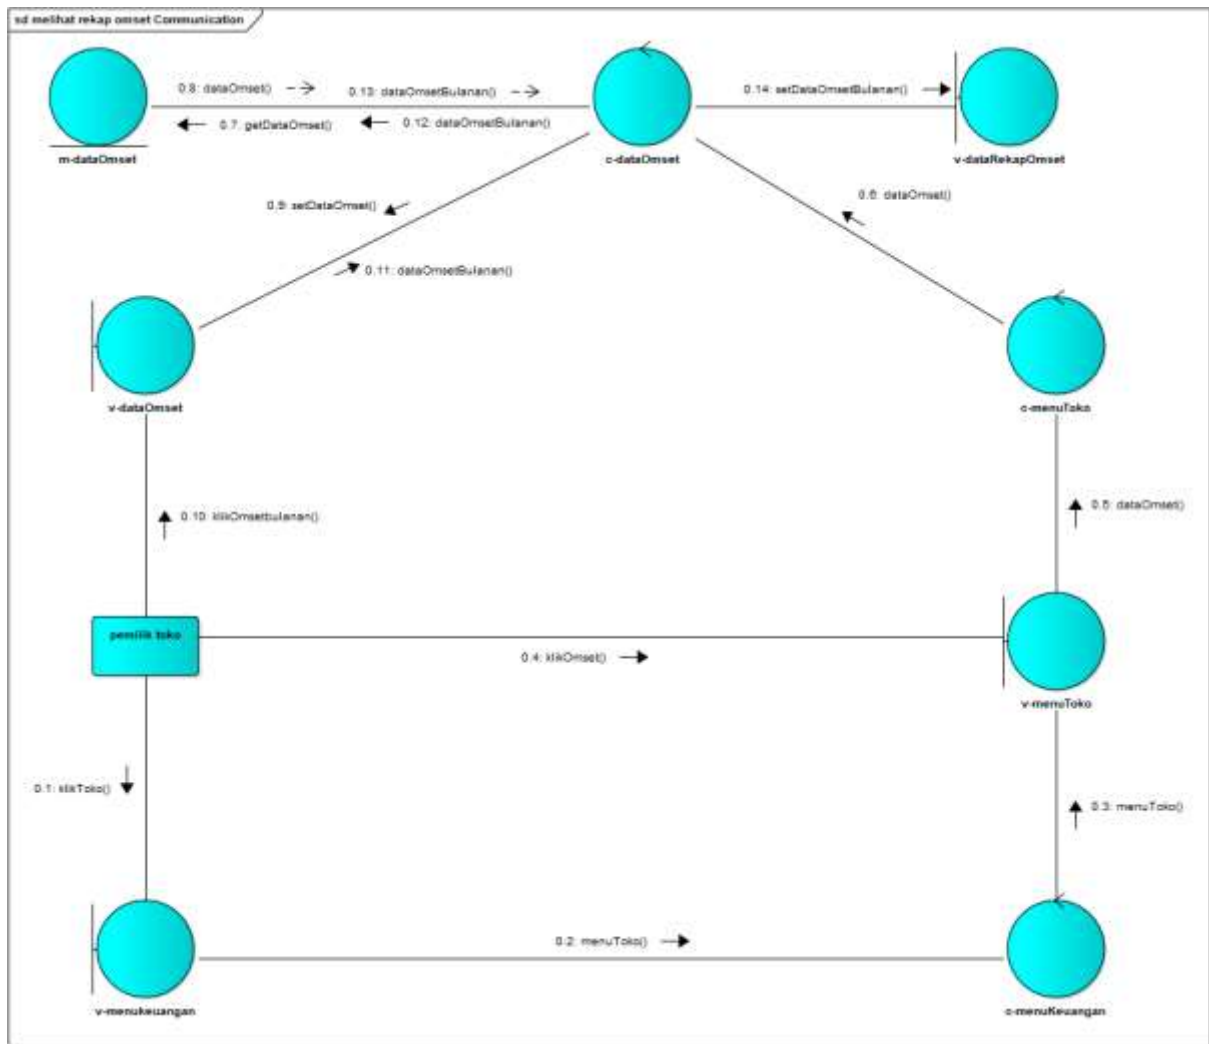 sd melihat rekap omset Communication
0.8: dataOmset()
0.13: dataOmsetBulanan()
0.14: setDataOmsetBulanan()
0.7: getDataOmset()
0.12: dataOmsetBulanan()
m-dataOmset
c-dataOmset
v-dataRekapOmset
0.9: setDataOmset()
0.6: dataOmset()
0.11: dataOmsetBulanan()
v-dataOmset
c-menuToko
0.10: klikOmsetbulanan()
0.5: dataOmset()
pemilik toko
0.4: klikOmset()
v-menuToko
0.1: klikToko()
0.3: menuToko()
0.2: menuToko()
v-menukeuangan
c-menuKeuangan